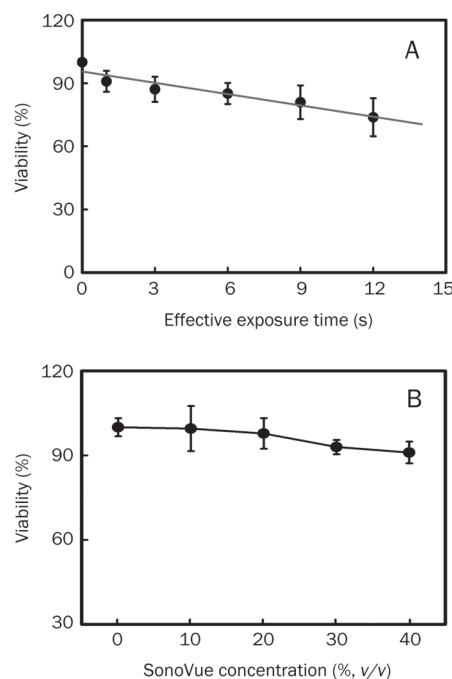 120
A
90
60
30
0
0 3 6 9 12 15
Viability (%)
Effective exposure time (s)
120
B
90
60
30
0 10 20 30 40
Viability (%)
SonoVue concentration (%, v/v)